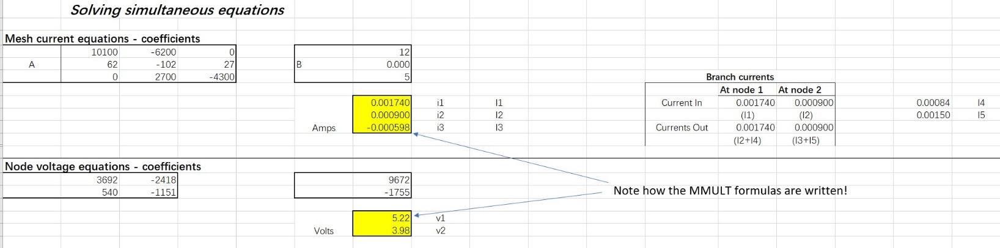 Solving simultaneous equations
Mesh current equations - coefficients
10100 -6200 0 12
A 62 -102 27 B 0.000
0 2700 -4300 5
Branch currents
At node 1 At node 2
0.001740 i1 I1 Current In 0.001740 0.000900 0.00084 I4
0.000900 i2 I2 (I1) (I2) 0.00150 I5
Amps -0.000598 i3 I3 Currents Out 0.001740 0.000900
(I2+I4) (I3+I5)
Node voltage equations - coefficients
3692 -2418 9672
540 -1151 -1755
Note how the MMULT formulas are written!
5.22 v1
Volts 3.98 v2